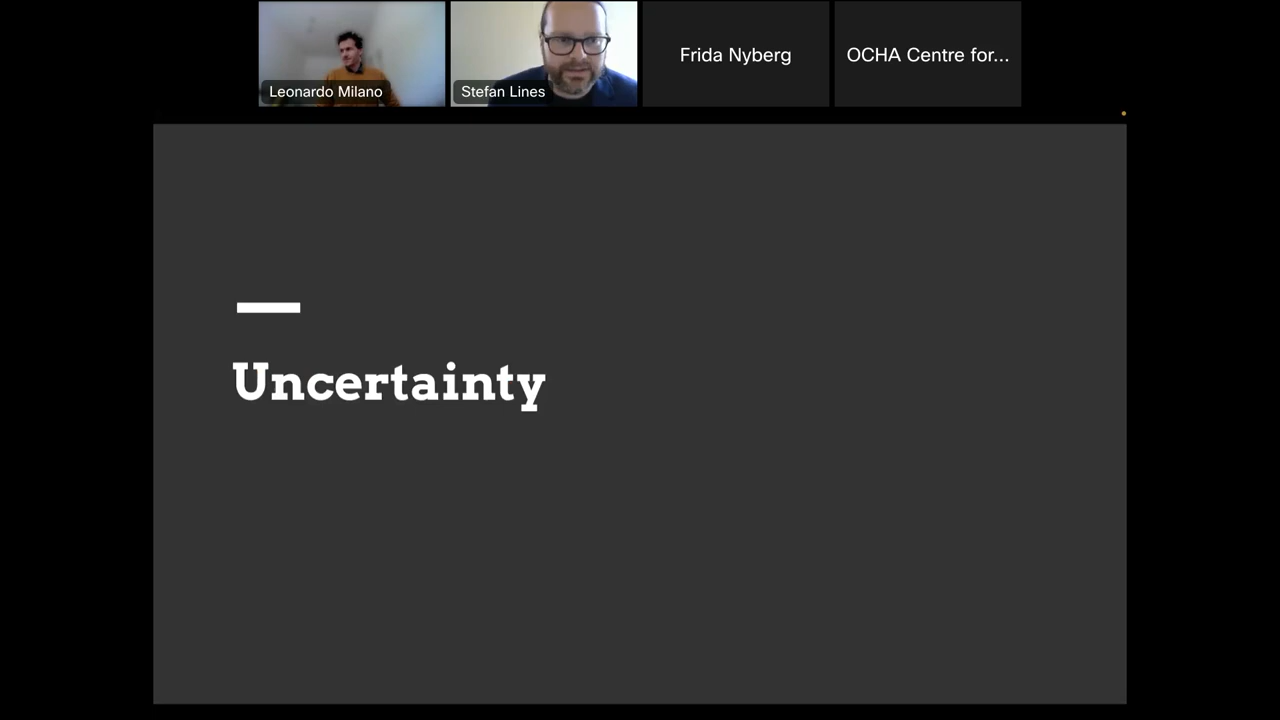 Leonardo Milano
Stefan Lines
Frida Nyberg
OCHA Centre for...
Uncertainty